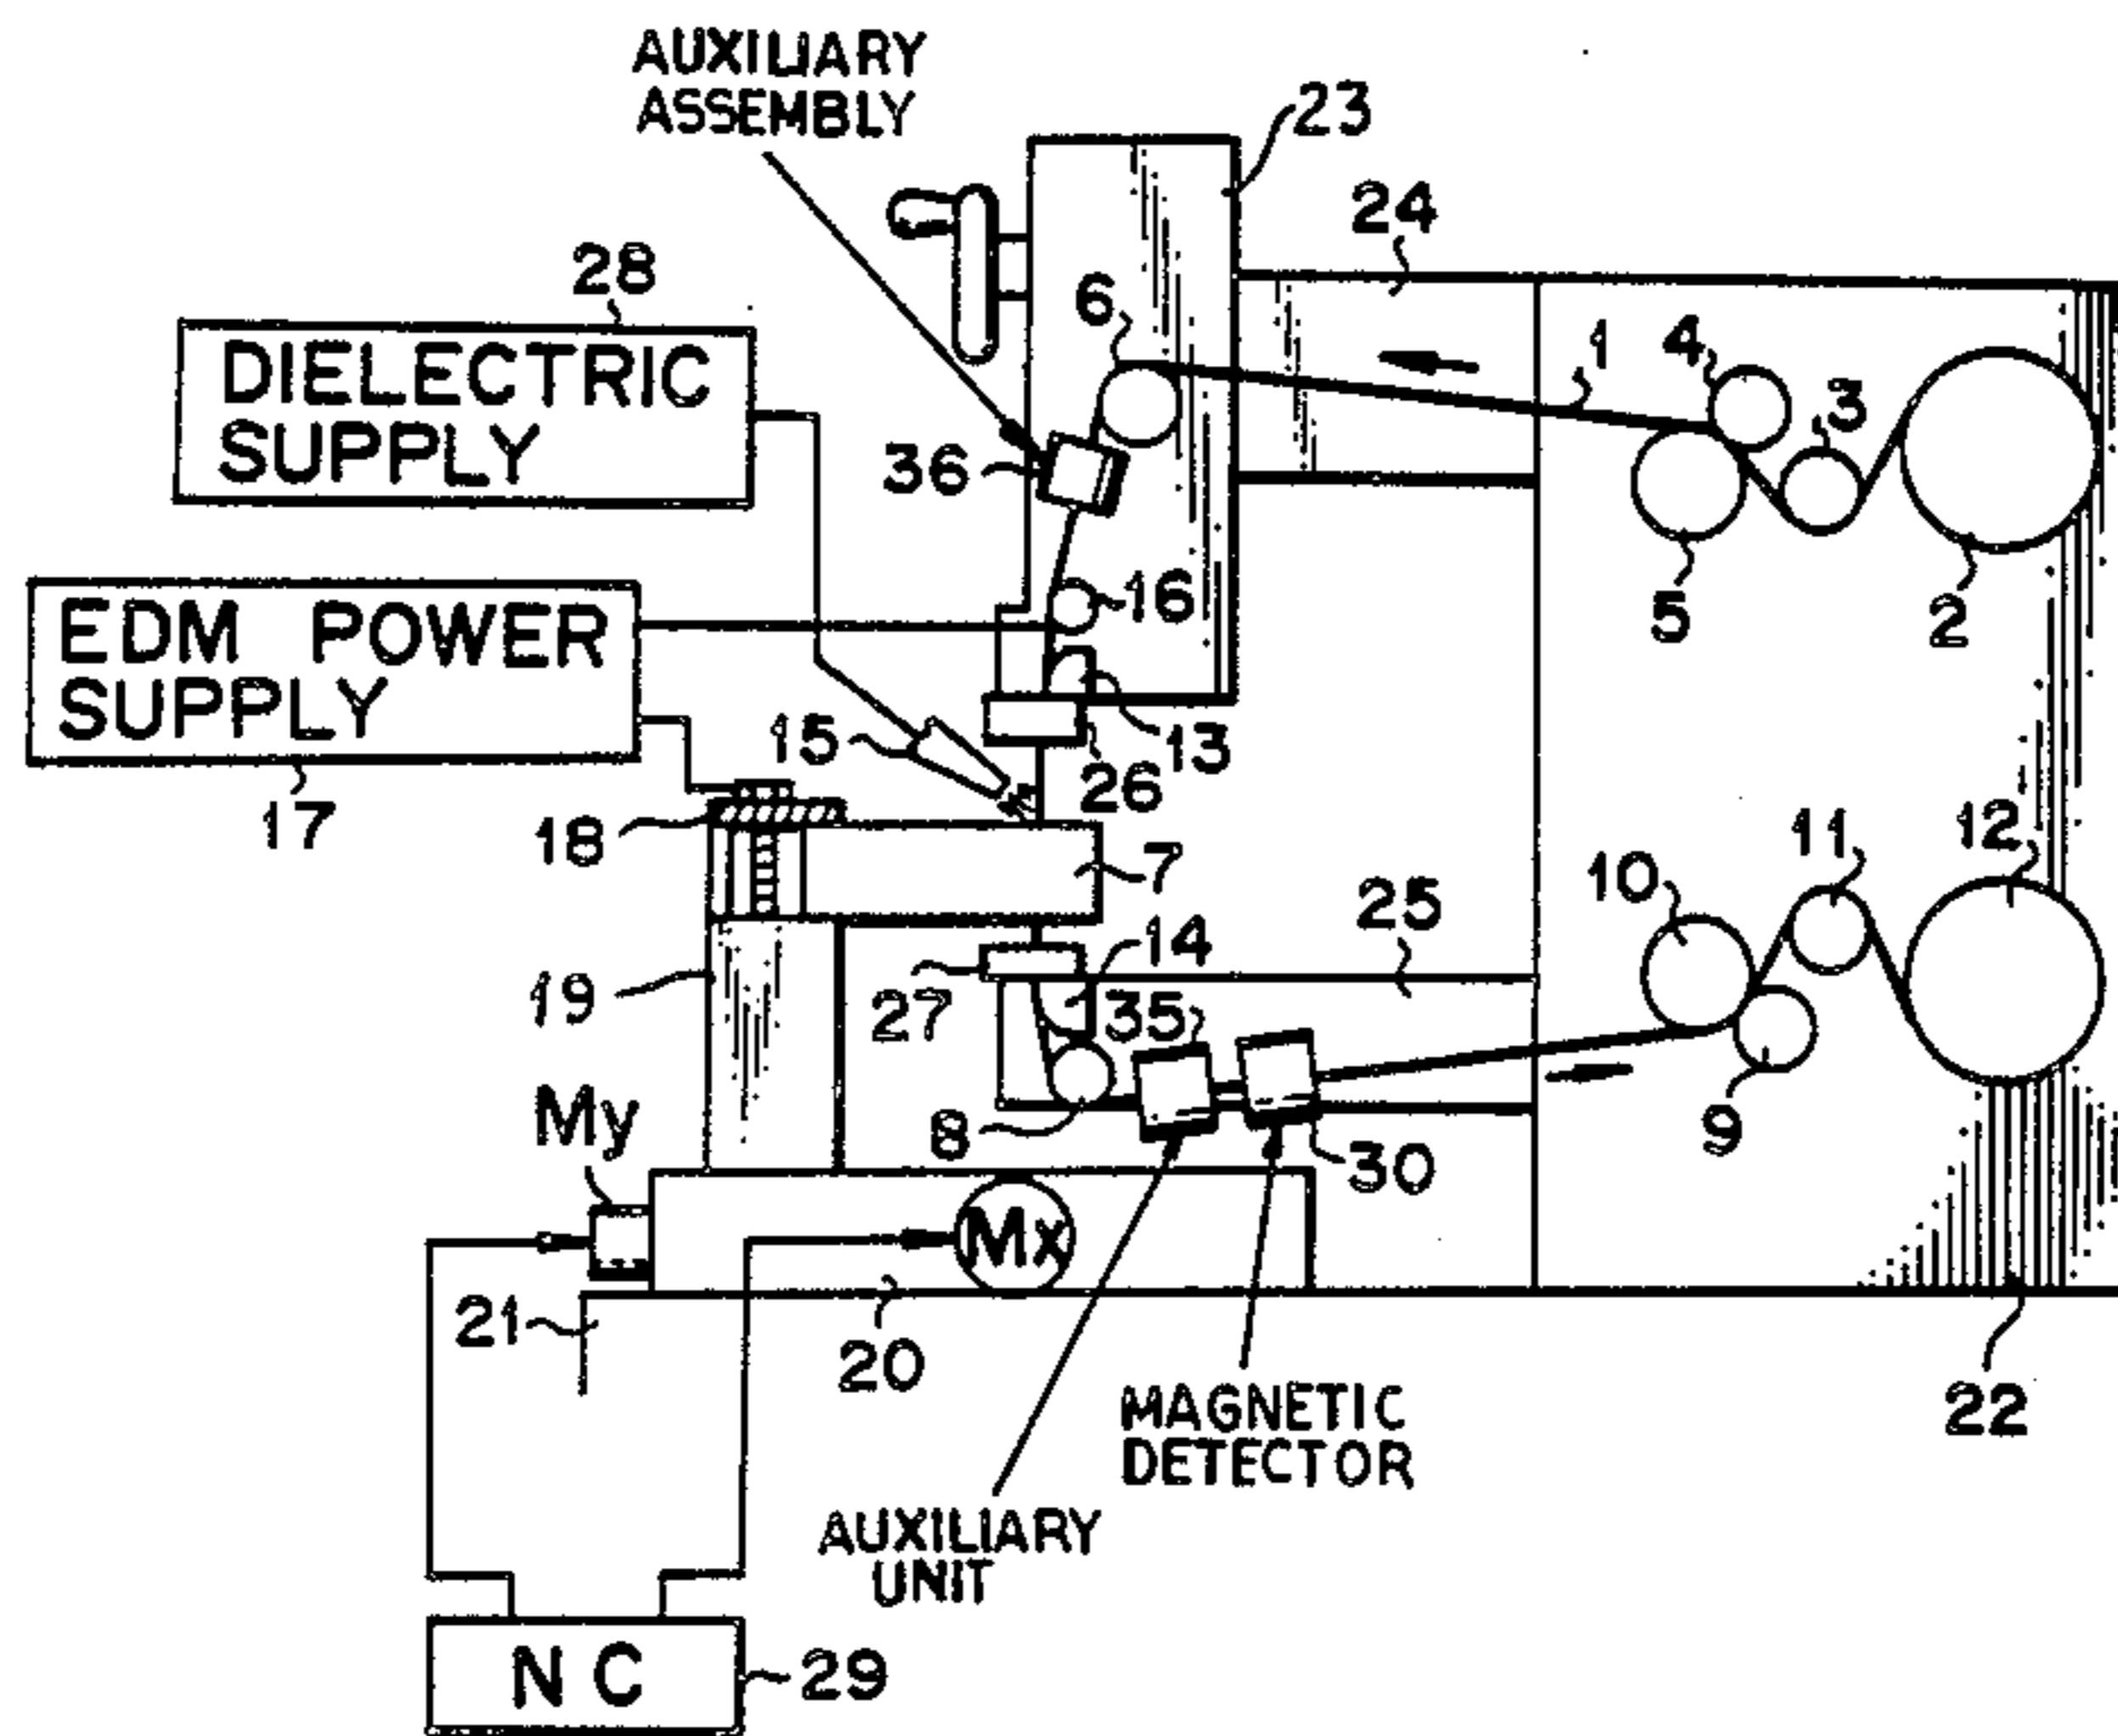 AUXILIARY
ASSEMBLY
23
24
28
6
1
4
3
DIELECTRIC
SUPPLY
36
5
2
16
EDM POWER
SUPPLY
15
13
26
17
18
7
10
11
12
25
14
19
27
35
My
8
9
30
Mx
21
20
22
MAGNETIC
DETECTOR
AUXILIARY
UNIT
NC
29